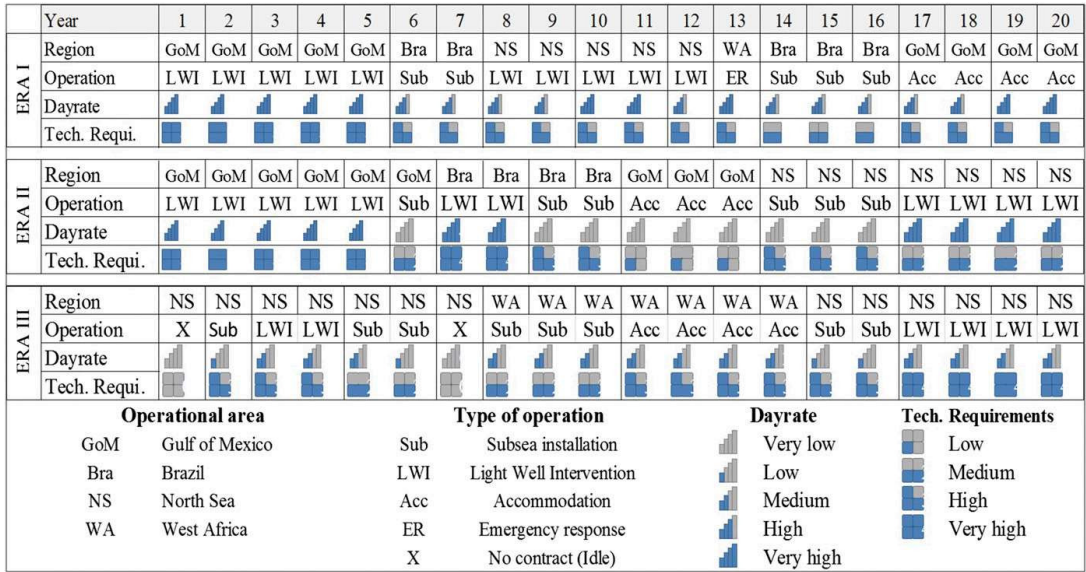 Year 1 2 3 4 5 6 7 8 9 10 11 12 13 14 15 16 17 18 19 20
ERA I
Region GoM GoM GoM GoM GoM Bra Bra NS NS NS NS NS WA Bra Bra Bra GoM GoM GoM GoM
Operation LWI LWI LWI LWI LWI Sub Sub LWI LWI LWI LWI LWI ER Sub Sub Sub Acc Acc Acc Acc
Dayrate
Tech. Requi.
ERA II
Region GoM GoM GoM GoM GoM GoM Bra Bra Bra Bra GoM GoM GoM NS NS NS NS NS NS NS
Operation LWI LWI LWI LWI LWI Sub LWI LWI Sub Sub Acc Acc Acc Sub Sub Sub LWI LWI LWI LWI
Dayrate
Tech. Requi.
ERA III
Region NS NS NS NS NS NS NS WA WA WA WA WA WA WA NS NS NS NS NS NS
Operation X Sub LWI LWI Sub Sub X Sub Sub Sub Acc Acc Acc Acc Sub Sub LWI LWI LWI LWI
Dayrate
Tech. Requi.
Operational area Type of operation Dayrate Tech. Requirements
GoM Gulf of Mexico Sub Subsea installation Very low Low
Bra Brazil LWI Light Well Intervention Low Medium
NS North Sea Acc Accommodation Medium High
WA West Africa ER Emergency response High Very high
X No contract (Idle) Very high